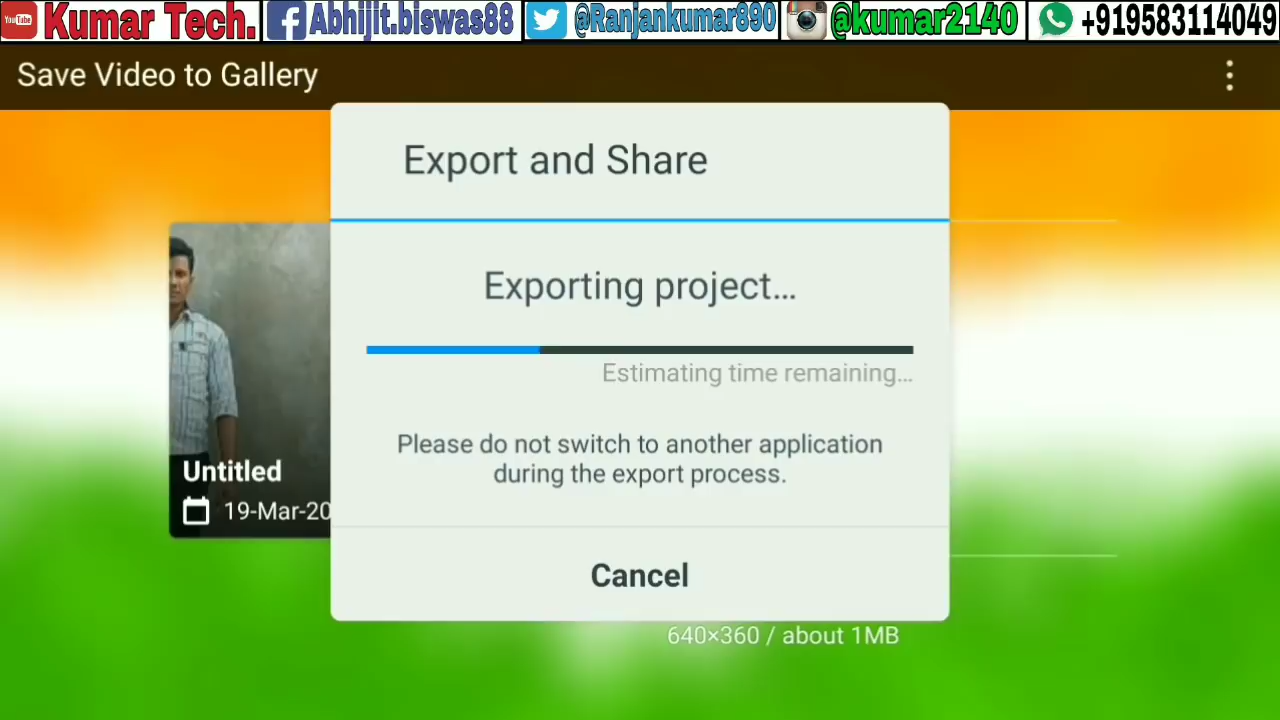 YouTube Kumar Tech. Abhijit.biswas88 @Ranjankumar890 @kumar2140 +919583114049
Save Video to Gallery
Export and Share
Exporting project...
Estimating time remaining...
Please do not switch to another application
during the export process.
Untitled
19-Mar-20
Cancel
640×360 / about 1MB